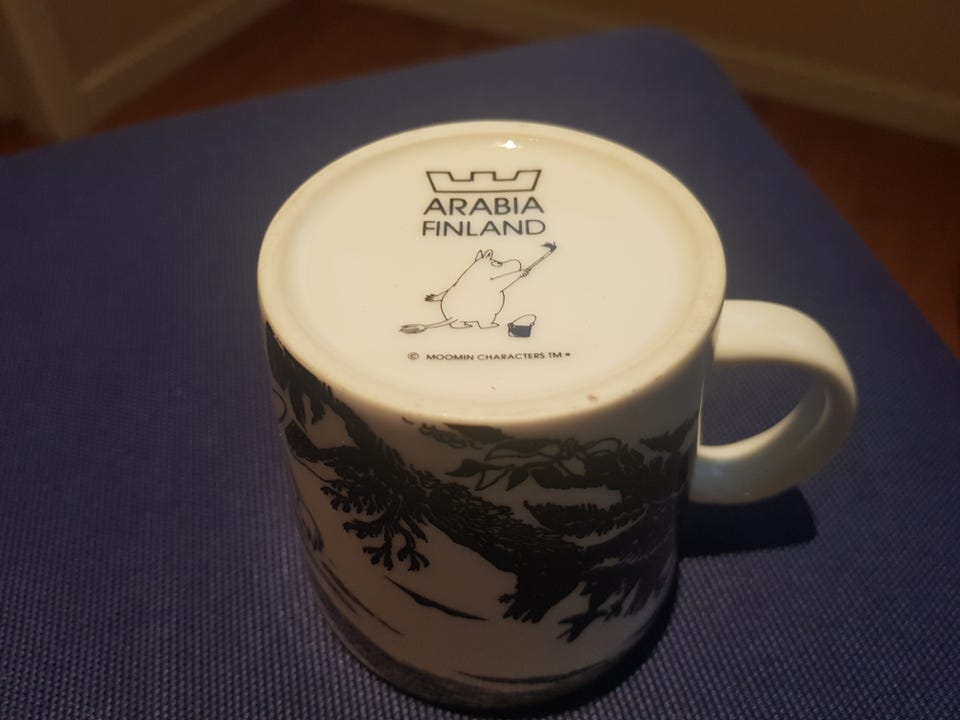 ARABIA
FINLAND
© MOOMIN CHARACTERS TM •